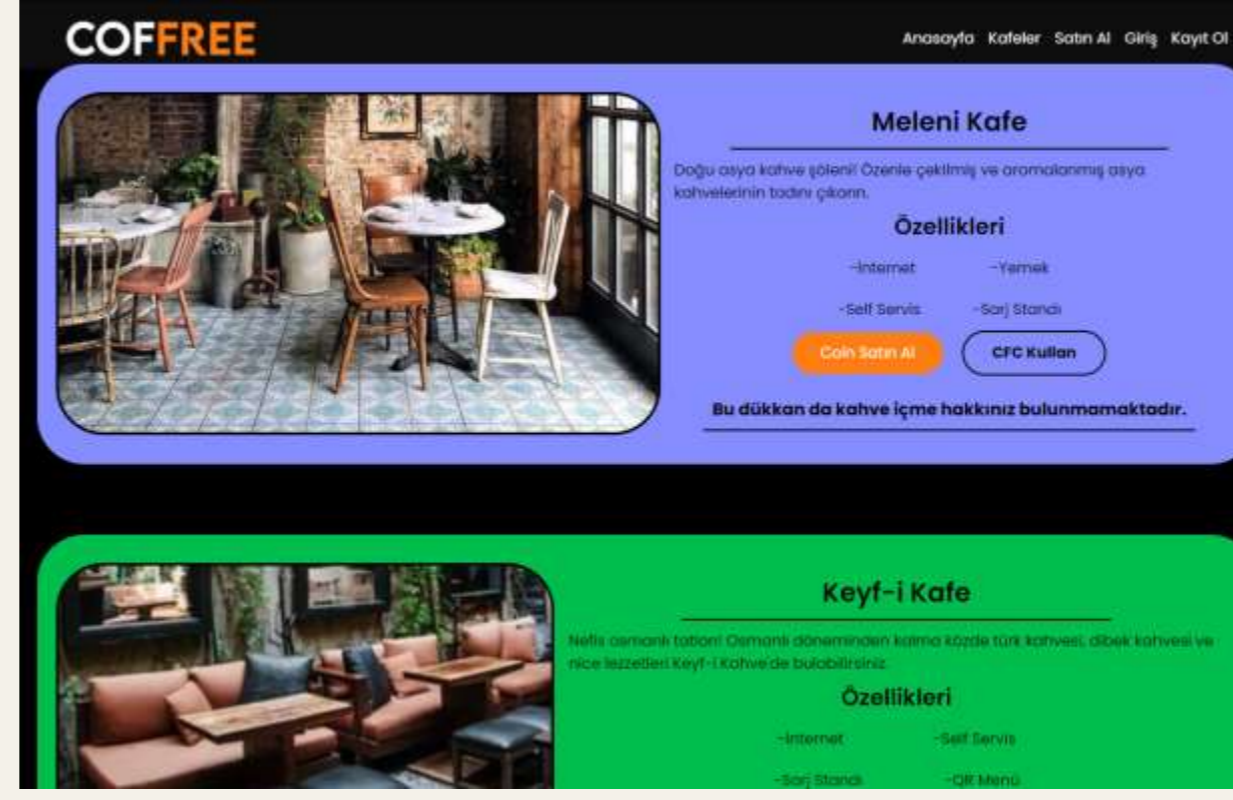 COFFREE
Anasayfa Kafeler Satın Al Giriş Kayıt Ol
Meleni Kafe
Doğu asya kahve şöleni! Özenle çekilmiş ve aromalanmış asya
kahvelerinin tadını çıkarın.
Özellikleri
-İnternet -Yemek
-Self Servis -Sarj Standı
Coin Satın Al CFC Kullan
Bu dükkan da kahve içme hakkınız bulunmamaktadır.
Keyf-i Kafe
Nefis osmanlı tatları! Osmanlı döneminden kalma közde türk kahvesi, dibek kahvesi ve
nice lezzetleri Keyf-i Kahve'de bulabilirsiniz.
Özellikleri
-İnternet -Self Servis
-Sarj Standı -QR Menü